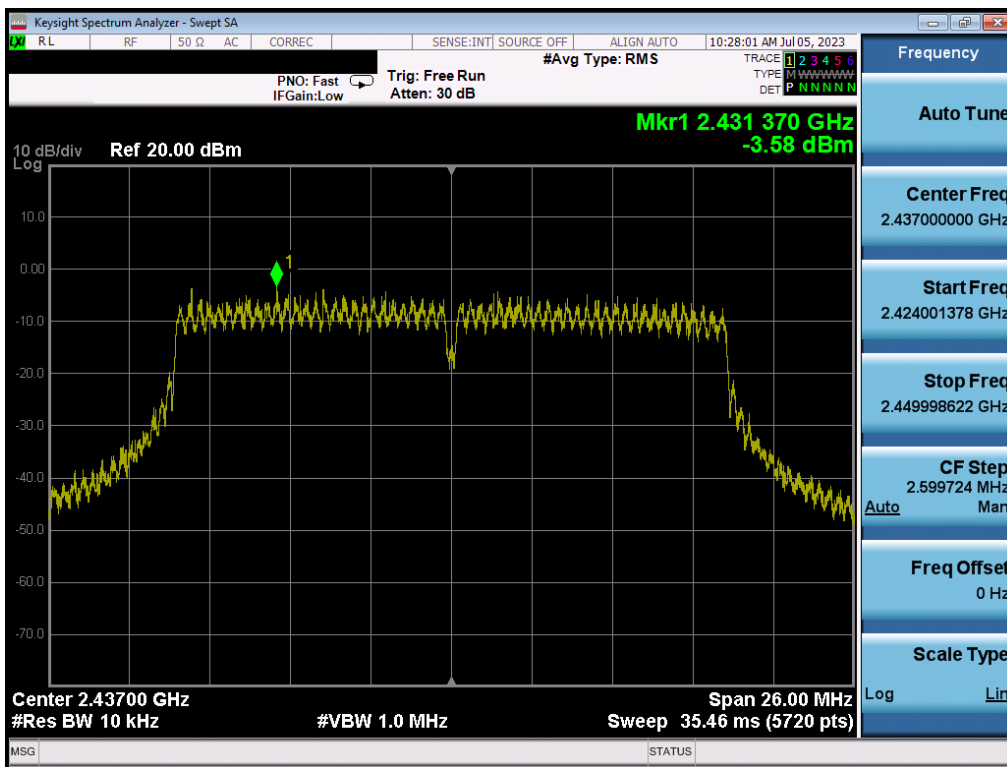 Keysight Spectrum Analyzer - Swept SA
LXI RL RF 50 Ω AC CORREC SENSE:INT SOURCE OFF ALIGN AUTO 10:28:01 AM Jul 05, 2023
#Avg Type: RMS
TRACE 1 2 3 4 5 6
PNO: Fast Trig: Free Run
TYPE M WWWWW
IFGain:Low Atten: 30 dB
DET P N N N N N
Mkr1 2.431 370 GHz
-3.58 dBm
10 dB/div Ref 20.00 dBm
Log
10.0
0.00
-10.0
-20.0
-30.0
-40.0
-50.0
-60.0
-70.0
1
Center 2.43700 GHz Span 26.00 MHz
#Res BW 10 kHz #VBW 1.0 MHz Sweep 35.46 ms (5720 pts)
MSG STATUS
Frequency
Auto Tune
Center Freq
2.437000000 GHz
Start Freq
2.424001378 GHz
Stop Freq
2.449998622 GHz
CF Step
2.599724 MHz
Auto Man
Freq Offset
0 Hz
Scale Type
Log Lin